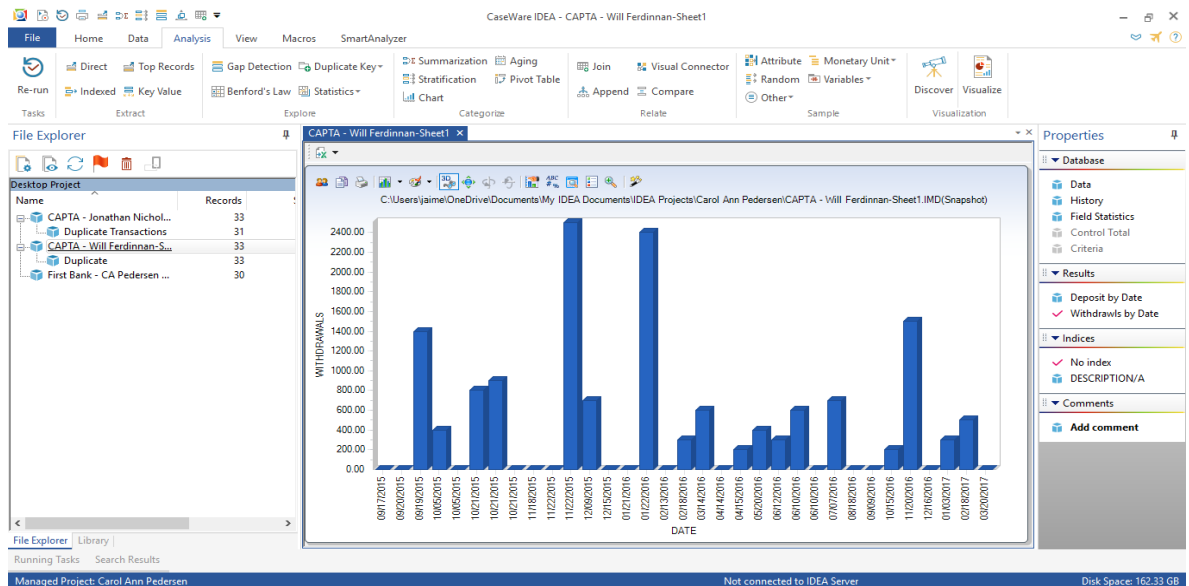 CaseWare IDEA - CAPTA - Will Ferdinnan-Sheet1
File Home Data Analysis View Macros SmartAnalyzer
Re-run
Tasks
Direct Top Records
Indexed Key Value
Extract
Gap Detection Duplicate Key
Benford's Law Statistics
Explore
Summarization Aging
Stratification Pivot Table
Chart
Categorize
Join Visual Connector
Append Compare
Relate
Attribute Monetary Unit
Random Variables
Other
Sample
Discover Visualize
Visualization
File Explorer
Desktop Project
Name Records
CAPTA - Jonathan Nichol... 33
Duplicate Transactions 31
CAPTA - Will Ferdinnan-S... 33
Duplicate 33
First Bank - CA Pedersen ... 30
File Explorer Library
Running Tasks Search Results
CAPTA - Will Ferdinnan-Sheet1
3D
ABC
#%
C:\Users\jaime\OneDrive\Documents\My IDEA Documents\IDEA Projects\Carol Ann Pedersen\CAPTA - Will Ferdinnan-Sheet1.IMD(Snapshot)
WITHDRAWALS
2400.00
2200.00
2000.00
1800.00
1600.00
1400.00
1200.00
1000.00
800.00
600.00
400.00
200.00
0.00
09/17/2015
09/20/2015
09/19/2015
10/05/2015
10/05/2015
10/21/2015
10/21/2015
10/21/2015
11/18/2015
11/22/2015
11/22/2015
12/09/2015
12/15/2015
01/21/2016
01/22/2016
02/13/2016
02/18/2016
03/14/2016
04/14/2016
04/15/2016
05/20/2016
06/12/2016
06/10/2016
06/10/2016
07/07/2016
08/18/2016
09/09/2016
10/15/2016
11/20/2016
12/16/2016
01/03/2017
02/18/2017
03/20/2017
DATE
Properties
Database
Data
History
Field Statistics
Control Total
Criteria
Results
Deposit by Date
Withdrawls by Date
Indices
No index
DESCRIPTION/A
Comments
Add comment
Managed Project: Carol Ann Pedersen
Not connected to IDEA Server
Disk Space: 162.33 GB